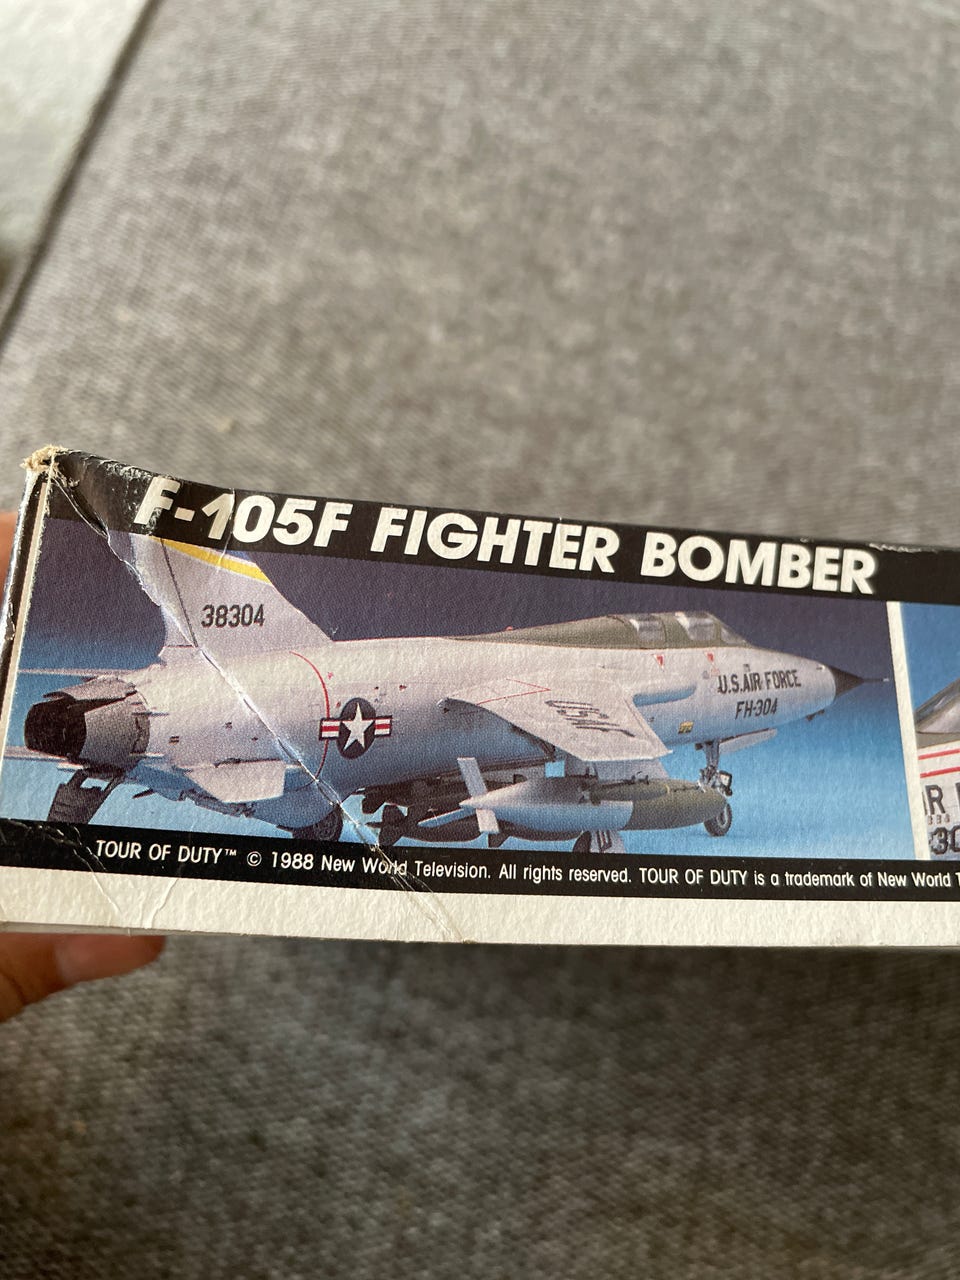 F-105F FIGHTER BOMBER
38304
U.S. AIR FORCE
FH-304
USAF
TOUR OF DUTY™ © 1988 New World Television. All rights reserved. TOUR OF DUTY is a trademark of New World